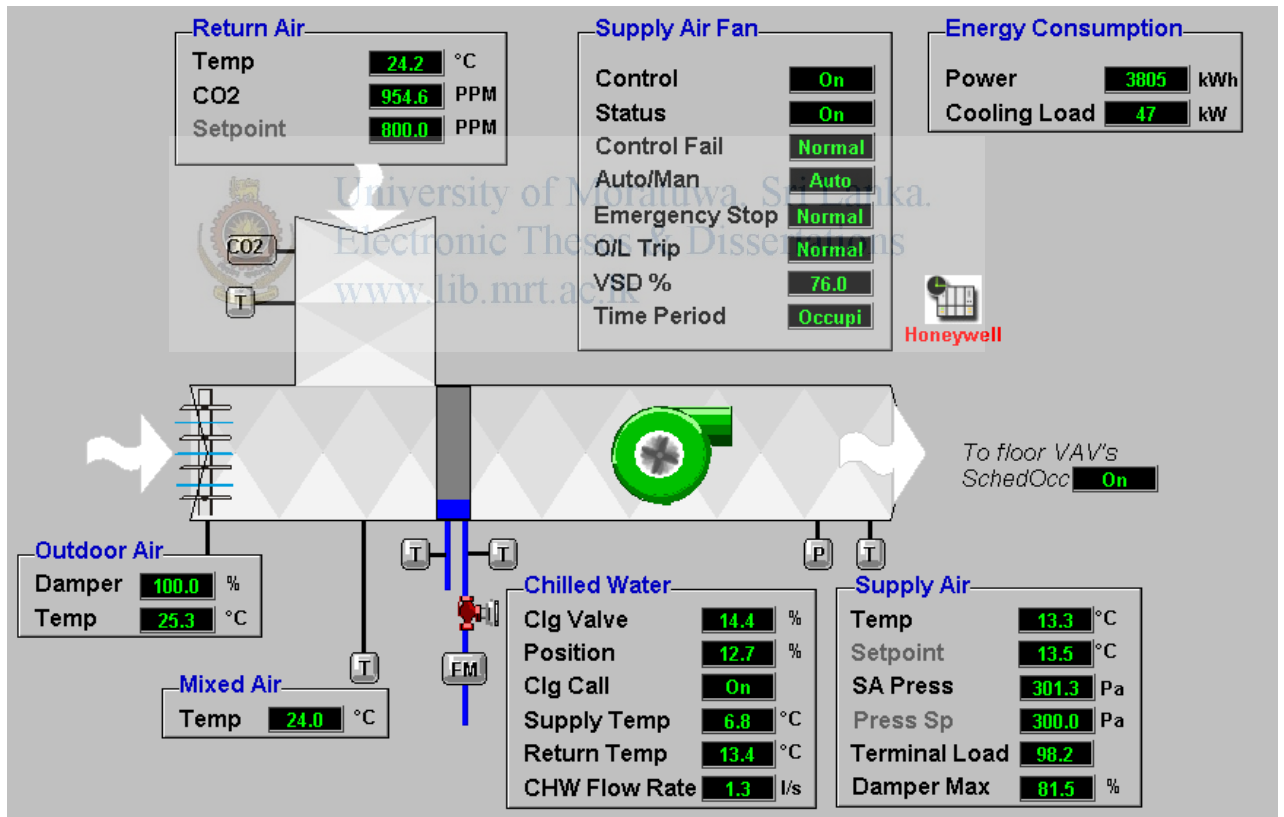 Return Air
Temp 24.2 °C
CO2 954.6 PPM
Setpoint 800.0 PPM
Supply Air Fan
Control On
Status On
Control Fail Normal
Auto/Man Auto
Emergency Stop Normal
O/L Trip Normal
VSD % 76.0
Time Period Occupi
Energy Consumption
Power 3805 kWh
Cooling Load 47 kW
University of Moratuwa, Sri Lanka.
Electronic Theses & Dissertations
www.lib.mrt.ac.lk
CO2
T
Honeywell
To floor VAV's
SchedOcc On
T
T
P
T
T
FM
Outdoor Air
Damper 100.0 %
Temp 25.3 °C
Mixed Air
Temp 24.0 °C
Chilled Water
Clg Valve 14.4 %
Position 12.7 %
Clg Call On
Supply Temp 6.8 °C
Return Temp 13.4 °C
CHW Flow Rate 1.3 l/s
Supply Air
Temp 13.3 °C
Setpoint 13.5 °C
SA Press 301.3 Pa
Press Sp 300.0 Pa
Terminal Load 98.2
Damper Max 81.5 %